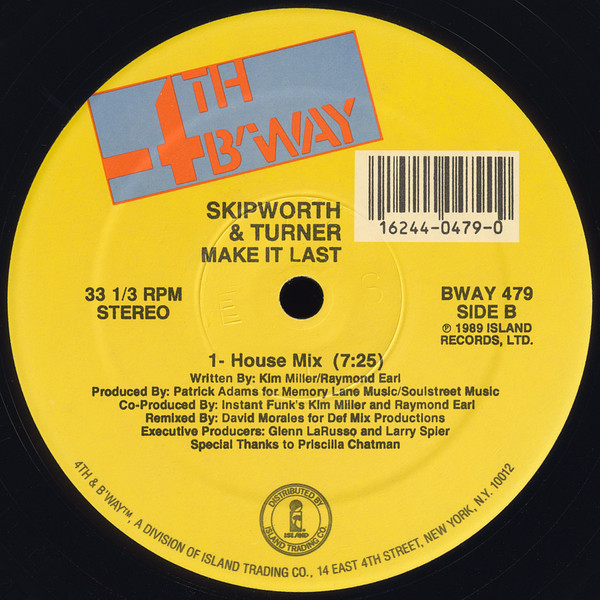 4TH
B'WAY
16244-0479-0
SKIPWORTH
& TURNER
MAKE IT LAST
33 1/3 RPM
STEREO
BWAY 479
SIDE B
℗ 1989 ISLAND
RECORDS, LTD.
1- House Mix (7:25)
Written By: Kim Miller/Raymond Earl
Produced By: Patrick Adams for Memory Lane Music/Soulstreet Music
Co-Produced By: Instant Funk's Kim Miller and Raymond Earl
Remixed By: David Morales for Def Mix Productions
Executive Producers: Glenn LaRusso and Larry Spier
Special Thanks to Priscilla Chatman
DISTRIBUTED BY
ISLAND
ISLAND TRADING CO.
4TH & B'WAY™, A DIVISION OF ISLAND TRADING CO., 14 EAST 4TH STREET, NEW YORK, N.Y. 10012